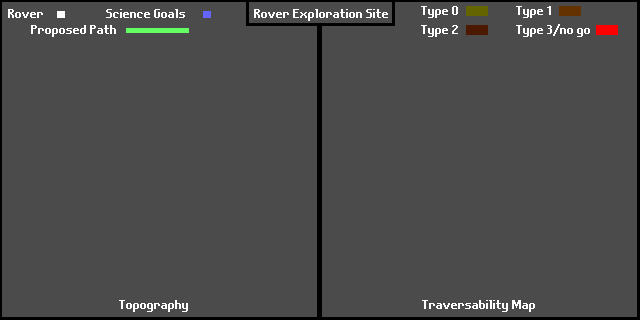 Rover
Science Goals
Proposed Path
Rover Exploration Site
Type 0
Type 1
Type 2
Type 3/no go
Topography
Traversability Map